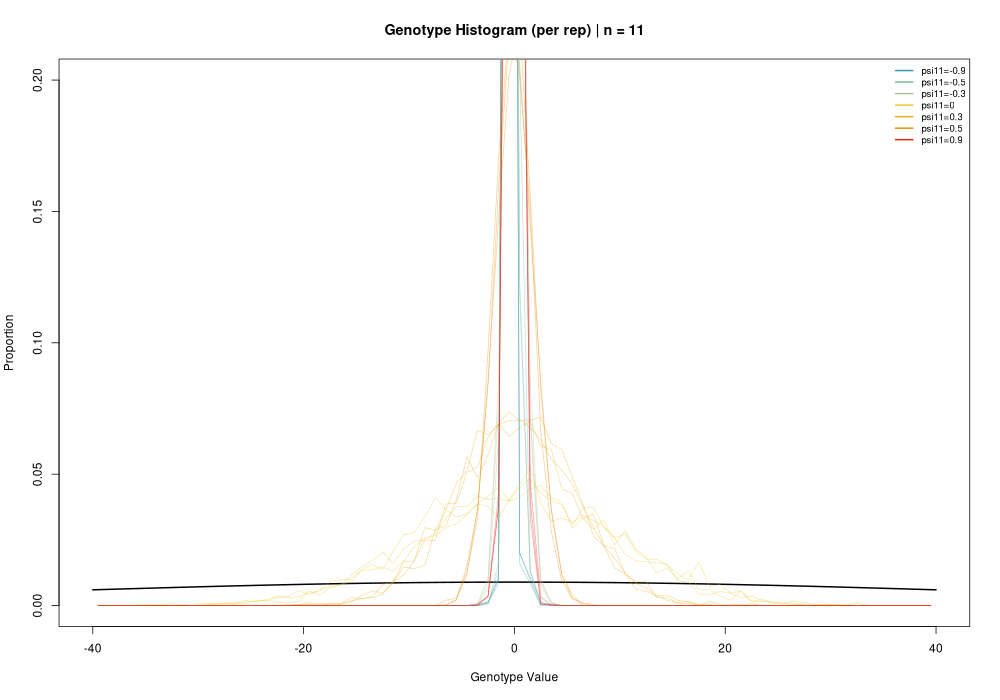 Genotype Histogram (per rep) | n = 11
psi11=-0.9
psi11=-0.5
psi11=-0.3
psi11=0
psi11=0.3
psi11=0.5
psi11=0.9
Proportion
0.20
0.15
0.10
0.05
0.00
-40
-20
0
20
40
Genotype Value